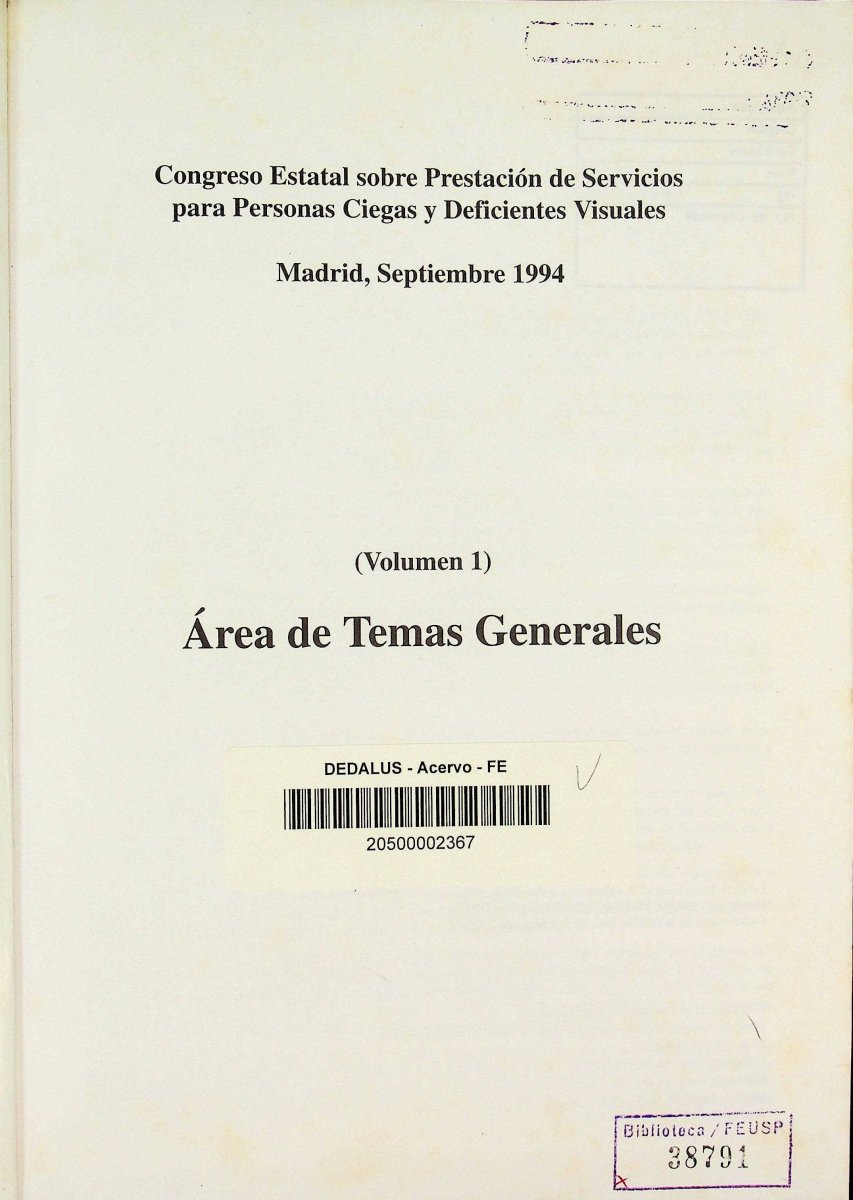 Congreso Estatal sobre Prestación de Servicios
para Personas Ciegas y Deficientes Visuales
Madrid, Septiembre 1994
(Volumen 1)
Área de Temas Generales
DEDALUS - Acervo - FE
20500002367
Biblioteca / FEUSP
38791